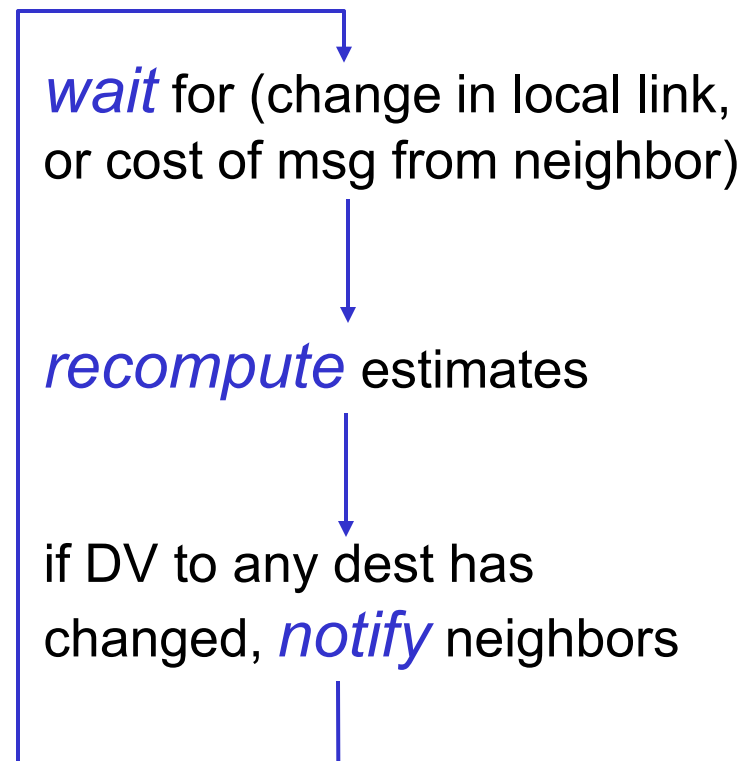 wait for (change in local link,
or cost of msg from neighbor)
recompute estimates
if DV to any dest has
changed, notify neighbors